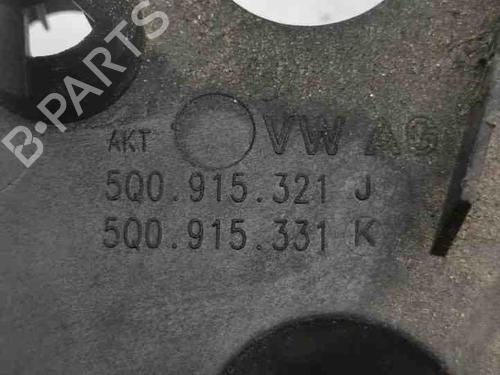 B-PARTS
AKT VW AG
5Q0.915.321 J
5Q0.915.331 K